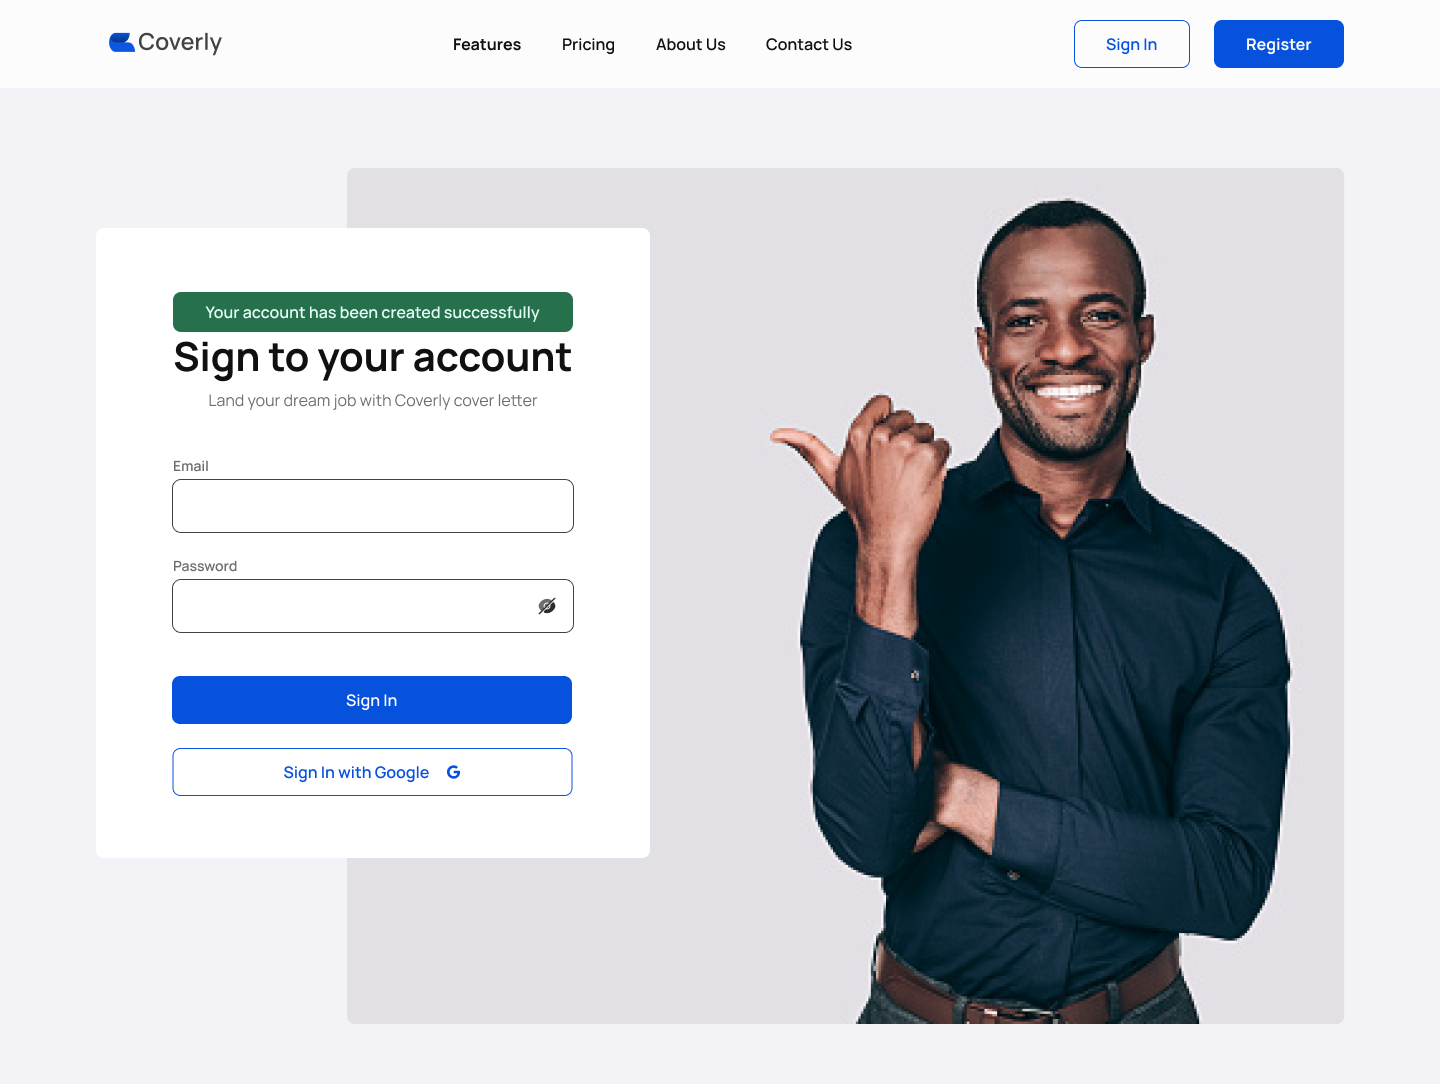 Coverly
Features
Pricing
About Us
Contact Us
Sign In
Register
Your account has been created successfully
Sign to your account
Land your dream job with Coverly cover letter
Email
Password
Sign In
Sign In with Google